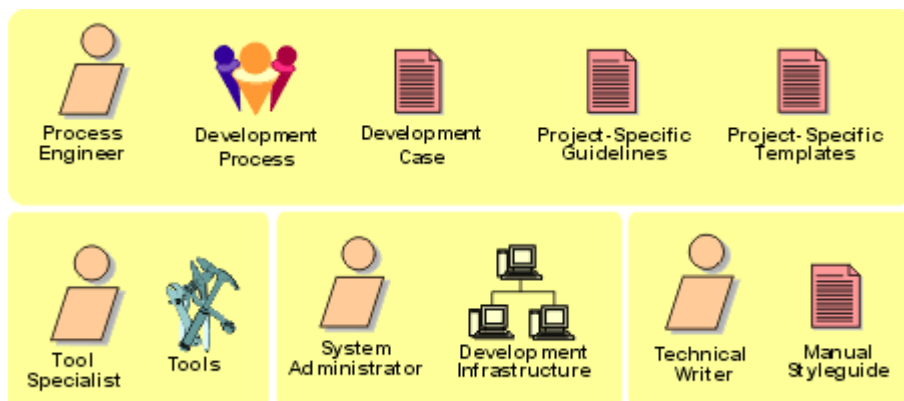 Process
Engineer
Development
Process
Development
Case
Project-Specific
Guidelines
Project-Specific
Templates
Tool
Specialist
Tools
System
Administrator
Development
Infrastructure
Technical
Writer
Manual
Styleguide